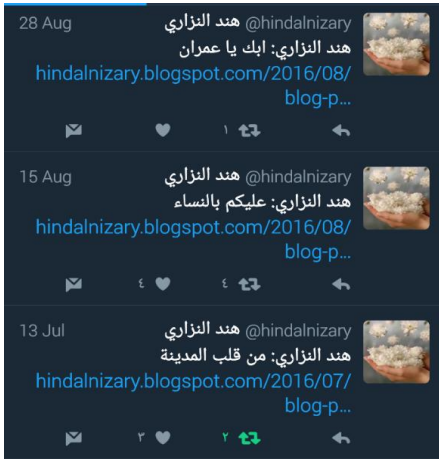 هند النزاري @hindalnizary 28 Aug
هند النزاري: ابك يا عمران
hindalnizary.blogspot.com/2016/08/
blog-p...
١
هند النزاري @hindalnizary 15 Aug
هند النزاري: عليكم بالنساء
hindalnizary.blogspot.com/2016/08/
blog-p...
٤ ٤
هند النزاري @hindalnizary 13 Jul
هند النزاري: من قلب المدينة
hindalnizary.blogspot.com/2016/07/
blog-p...
٢ ٣